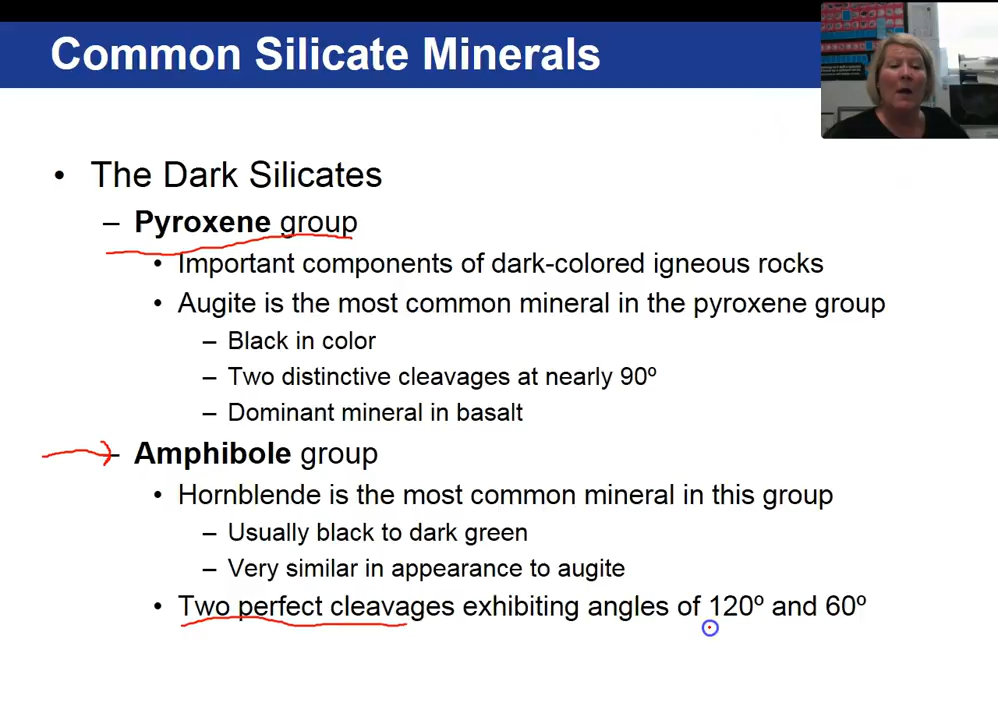 Common Silicate Minerals
• The Dark Silicates
– Pyroxene group
• Important components of dark-colored igneous rocks
• Augite is the most common mineral in the pyroxene group
– Black in color
– Two distinctive cleavages at nearly 90º
– Dominant mineral in basalt
– Amphibole group
• Hornblende is the most common mineral in this group
– Usually black to dark green
– Very similar in appearance to augite
• Two perfect cleavages exhibiting angles of 120º and 60º